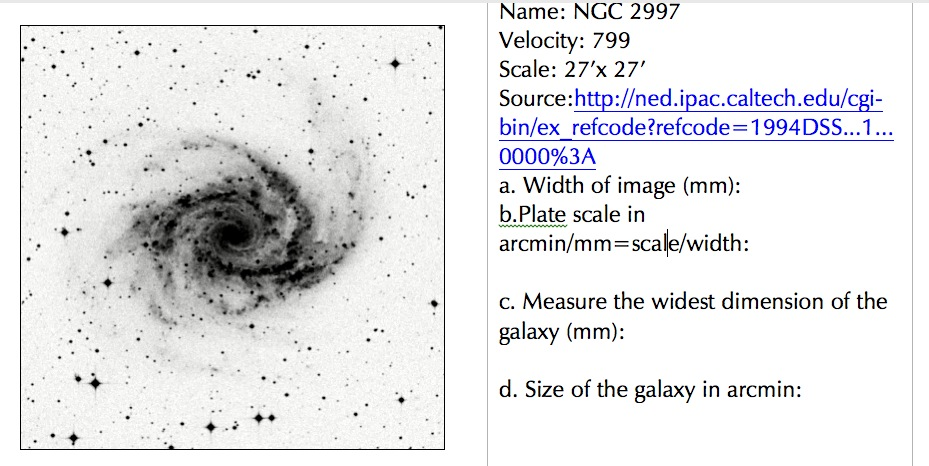 Name: NGC 2997
Velocity: 799
Scale: 27’x 27’
Source:http://ned.ipac.caltech.edu/cgi-
bin/ex_refcode?refcode=1994DSS...1...
0000%3A
a. Width of image (mm):
b.Plate scale in
arcmin/mm=scale/width:
c. Measure the widest dimension of the
galaxy (mm):
d. Size of the galaxy in arcmin: